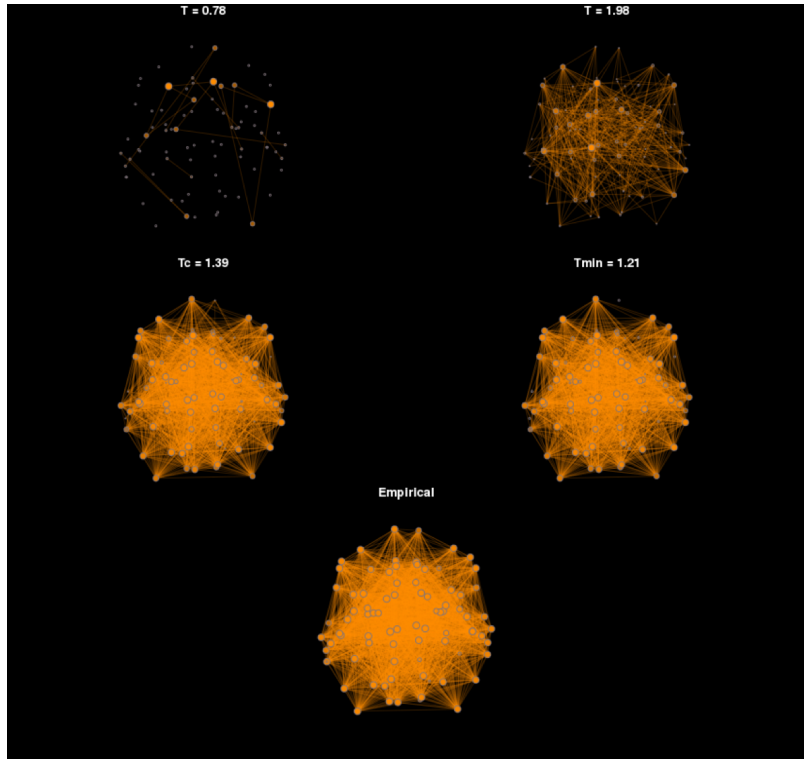 T = 0.78
T = 1.98
Tc = 1.39
Tmin = 1.21
Empirical